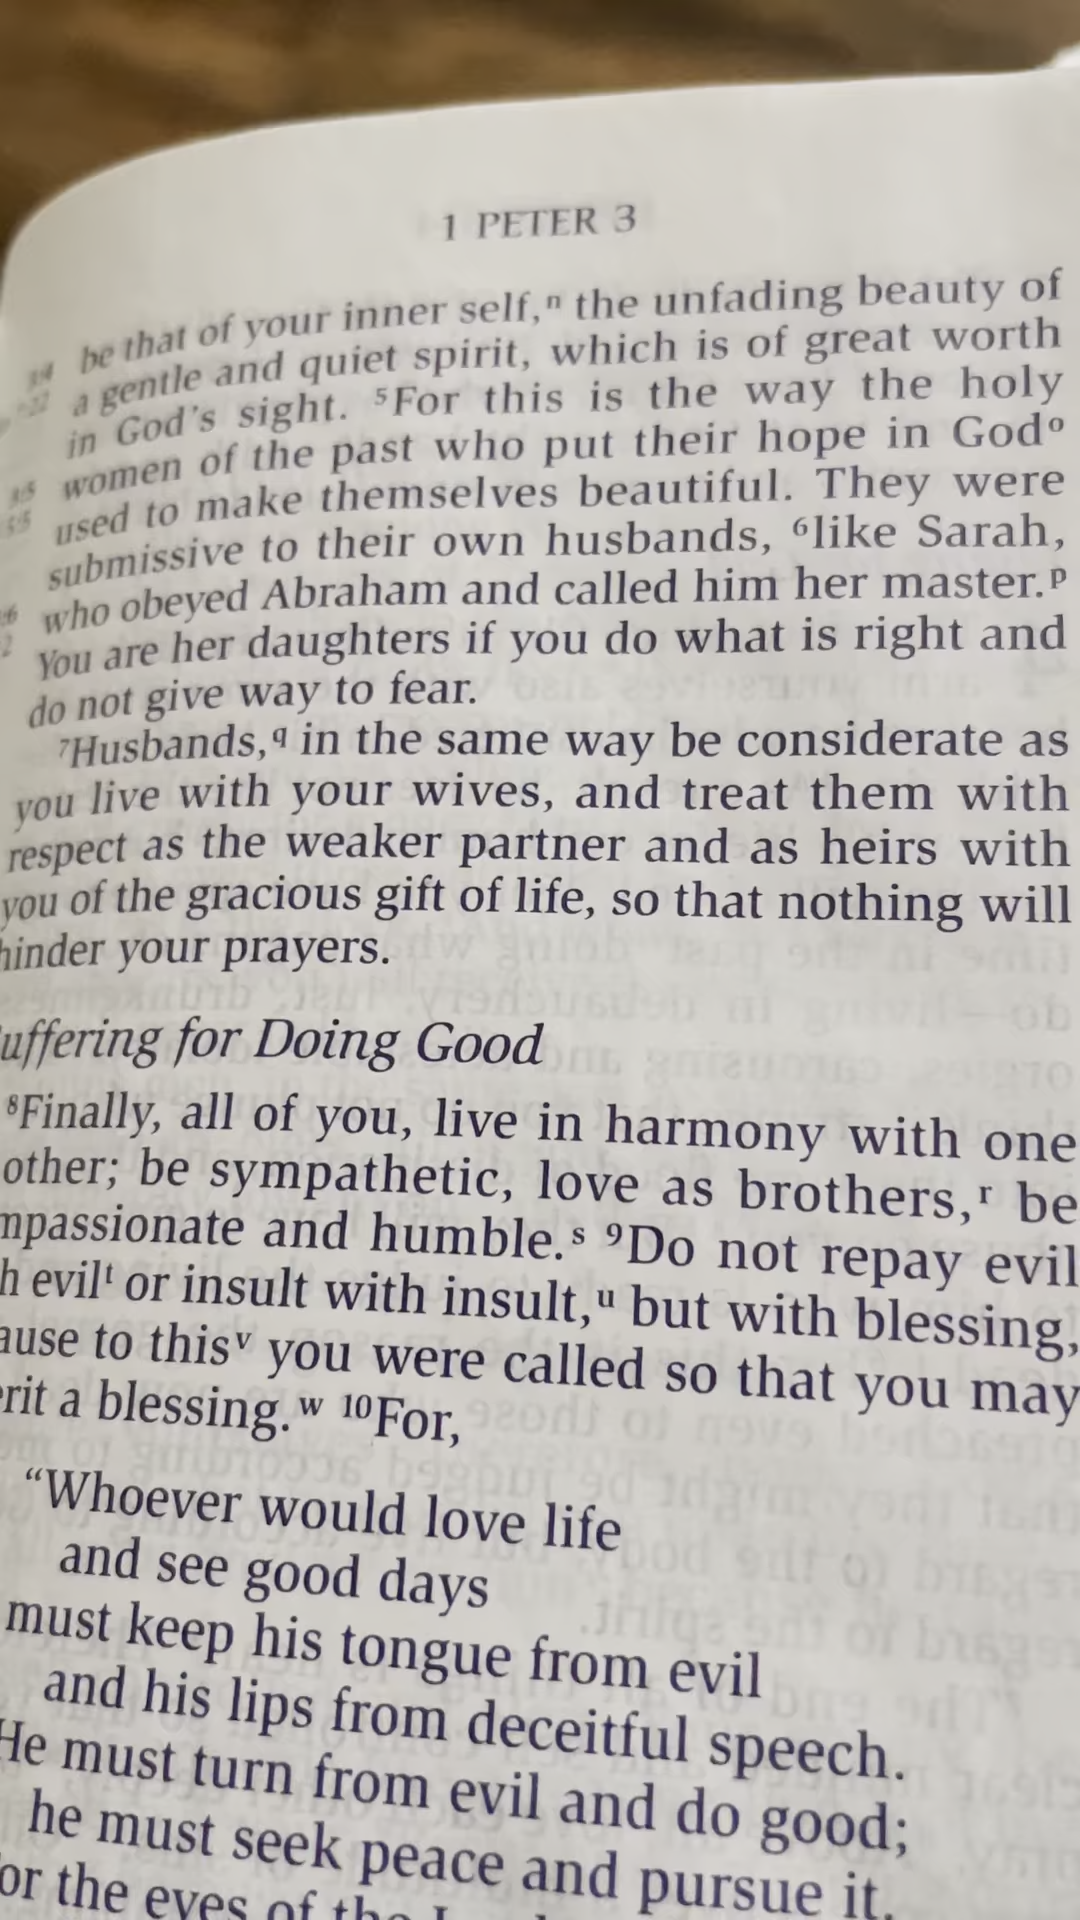 1 PETER 3
be that of your inner self,ⁿ the unfading beauty of
a gentle and quiet spirit, which is of great worth
in God's sight. ⁵For this is the way the holy
women of the past who put their hope in Godᵒ
used to make themselves beautiful. They were
submissive to their own husbands, ⁶like Sarah,
who obeyed Abraham and called him her master.ᵖ
You are her daughters if you do what is right and
do not give way to fear.
⁷Husbands,q in the same way be considerate as
you live with your wives, and treat them with
respect as the weaker partner and as heirs with
you of the gracious gift of life, so that nothing will
hinder your prayers.
uffering for Doing Good
⁸Finally, all of you, live in harmony with one
other; be sympathetic, love as brothers,ʳ be
mpassionate and humble.ˢ ⁹Do not repay evil
h evilᵗ or insult with insult,ᵘ but with blessing,
ause to thisᵛ you were called so that you may
rit a blessing.ʷ ¹⁰For,
"Whoever would love life
and see good days
must keep his tongue from evil
and his lips from deceitful speech.
He must turn from evil and do good;
he must seek peace and pursue it.
or the eyes of the